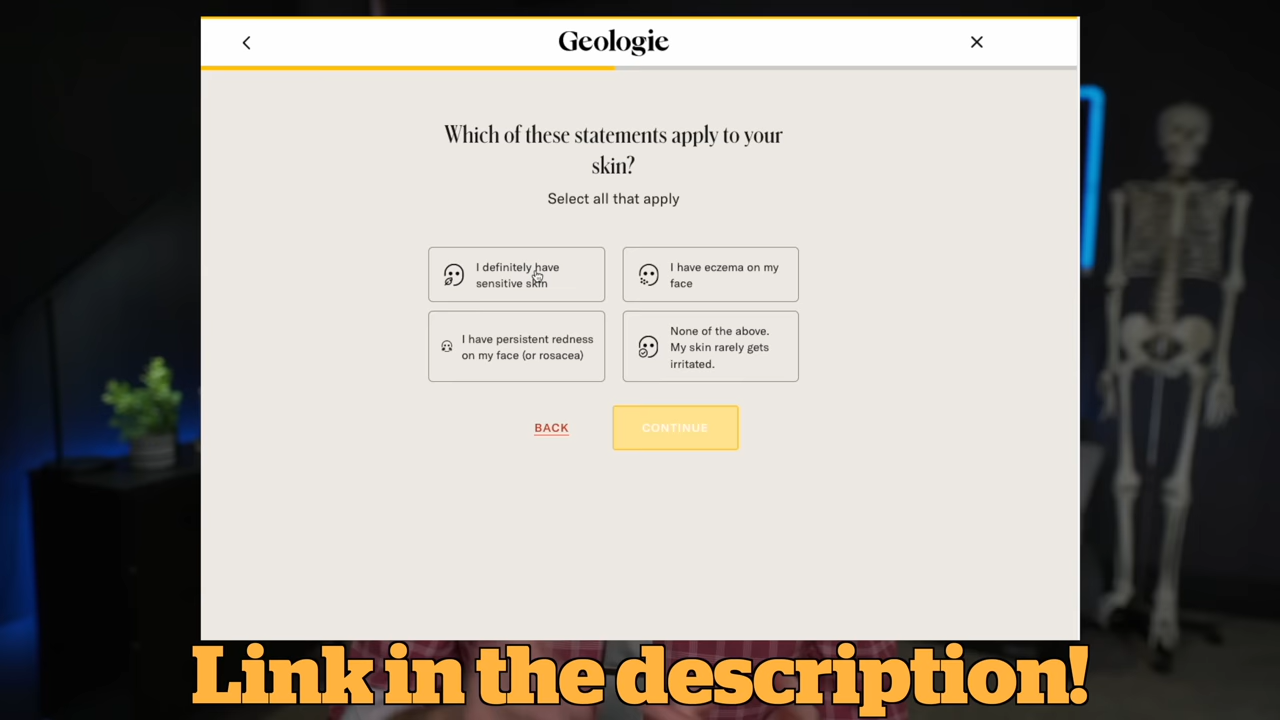 Geologie
Which of these statements apply to your
skin?
Select all that apply
I definitely have
sensitive skin
I have eczema on my
face
I have persistent redness
on my face (or rosacea)
None of the above.
My skin rarely gets
irritated.
BACK
CONTINUE
Link in the description!